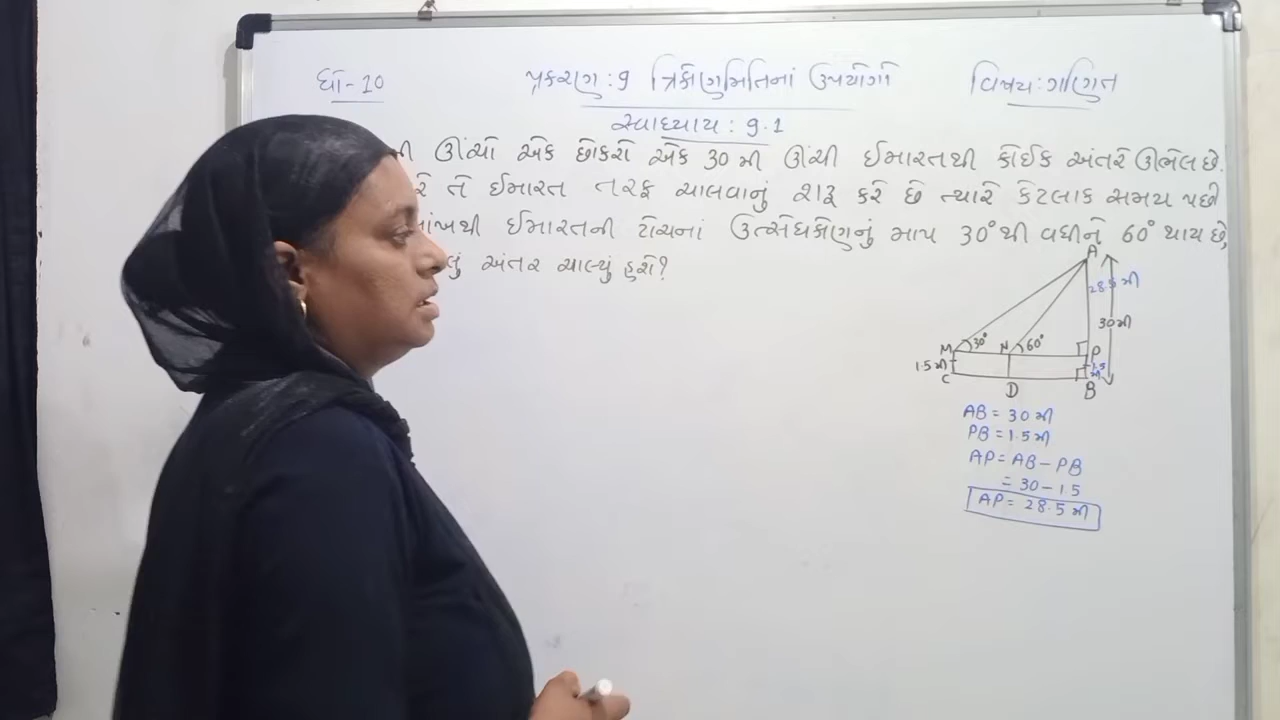 ધો-10
પ્રકરણ : 9 ત્રિકોણમિતિનાં ઉપયોગો
વિષય : ગણિત
સ્વાધ્યાય : 9.1
ઊંચો એક છોકરો એક 30 મી ઊંચી ઈમારતથી કોઈક અંતરે ઊભેલ છે.
તે ઈમારત તરફ ચાલવાનું શરૂ કરે છે ત્યારે કેટલાક સમય પછી
ઈમારતની ટોચનાં ઉત્સેધકોણનું માપ 30° થી વધીને 60° થાય છે,
અંતર ચાલ્યું હશે?
A
28.5 મી
30 મી
M 30° N 60° P
1.5 મી 1.5 મી
C D B
AB = 30 મી
PB = 1.5 મી
AP = AB - PB
= 30 - 1.5
AP = 28.5 મી